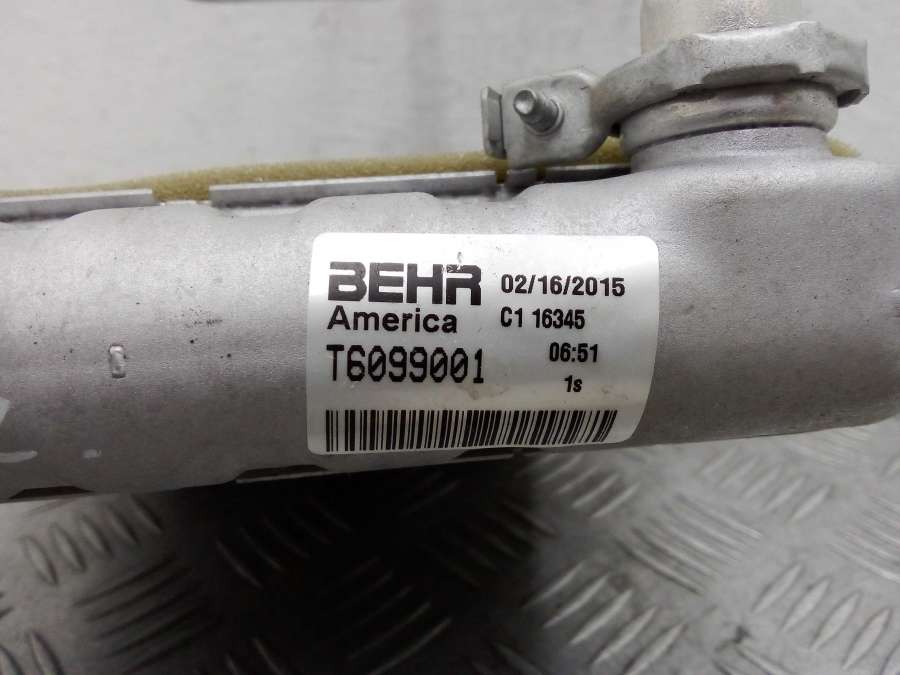 BEHR 02/16/2015
America C1 16345
T6099001 06:51
1s